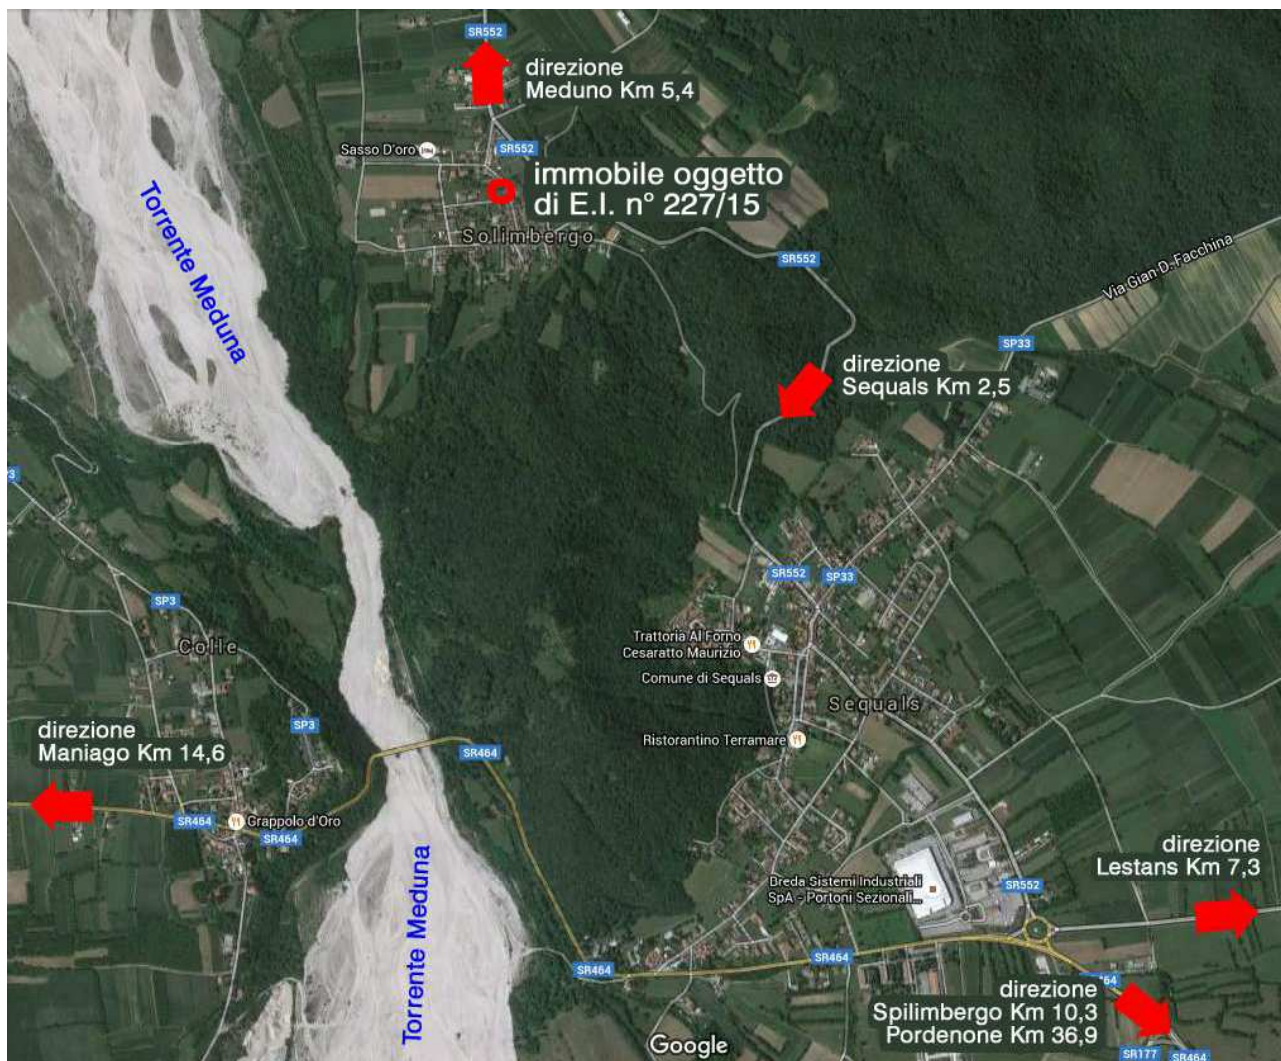 SR552
direzione
Meduno Km 5,4
Sasso D'oro
SR552
immobile oggetto
di E.I. n° 227/15
Solimbergo
Torrente Meduna
SR552
Via Gian D. Facchina
SP33
direzione
Sequals Km 2,5
P3
SP3
Colle
SR552
SP33
Trattoria Al Forno
Cesaratto Maurizio
Comune di Sequals
Sequals
SP3
Ristorantino Terramare
direzione
Maniago Km 14,6
SR464
SR464
Grappolo d'Oro
SR464
Torrente Meduna
direzione
Lestans Km 7,3
Breda Sistemi Industriali
SpA - Portoni Sezionali...
SR552
SR464
SR464
464
direzione
Spilimbergo Km 10,3
Pordenone Km 36,9
Google
SR177
SR464